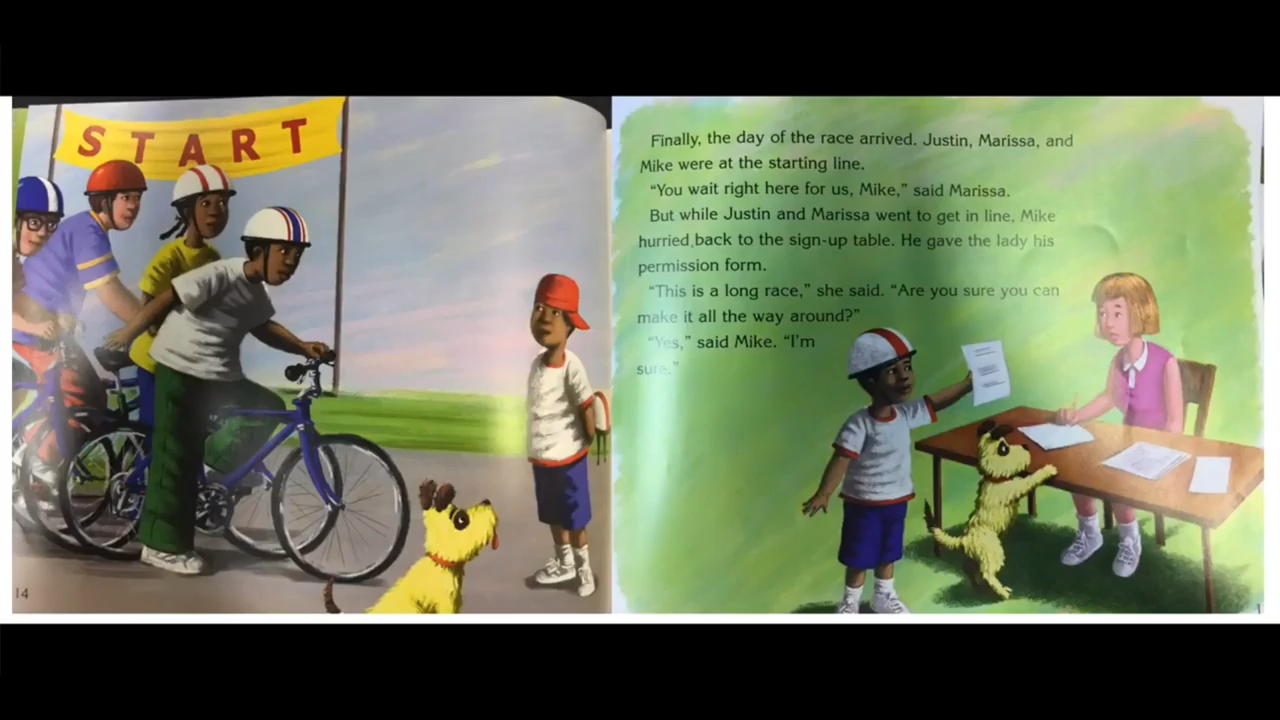 START
14
Finally, the day of the race arrived. Justin, Marissa, and
Mike were at the starting line.
“You wait right here for us, Mike,” said Marissa.
But while Justin and Marissa went to get in line, Mike
hurried back to the sign-up table. He gave the lady his
permission form.
“This is a long race,” she said. “Are you sure you can
make it all the way around?”
“Yes,” said Mike. “I’m
sure.”